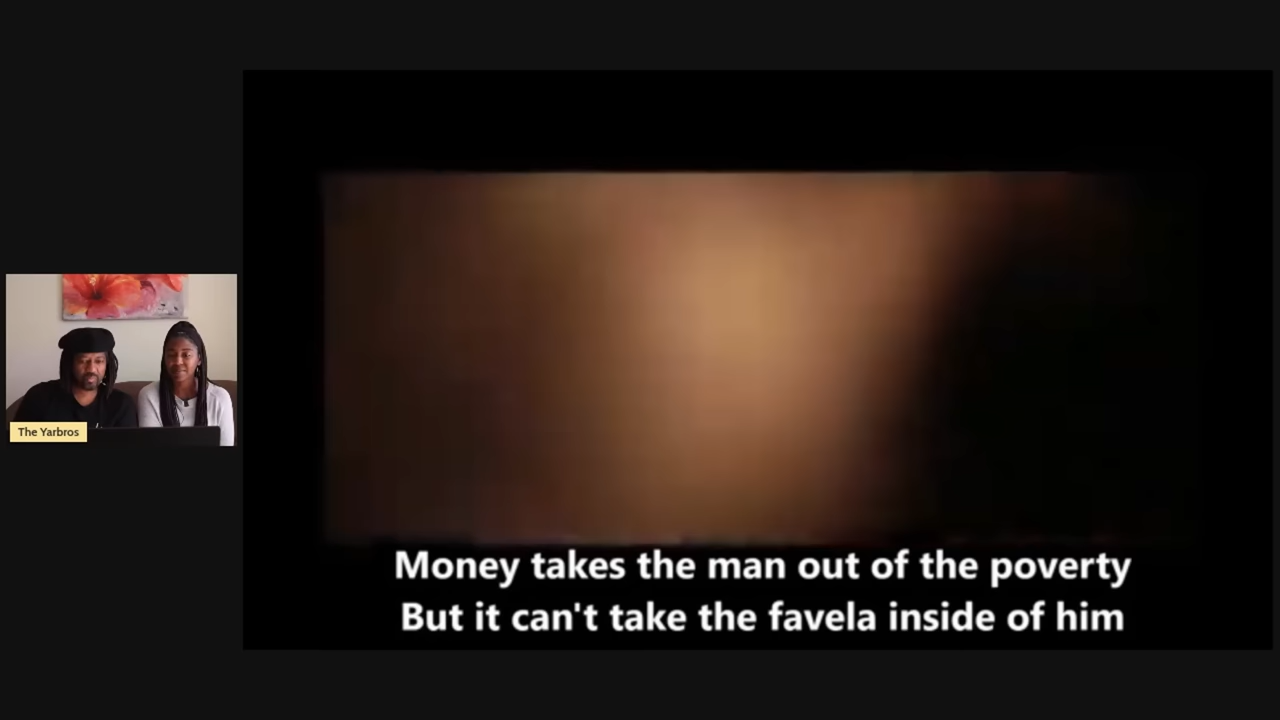 The Yarbros
Money takes the man out of the poverty
But it can't take the favela inside of him